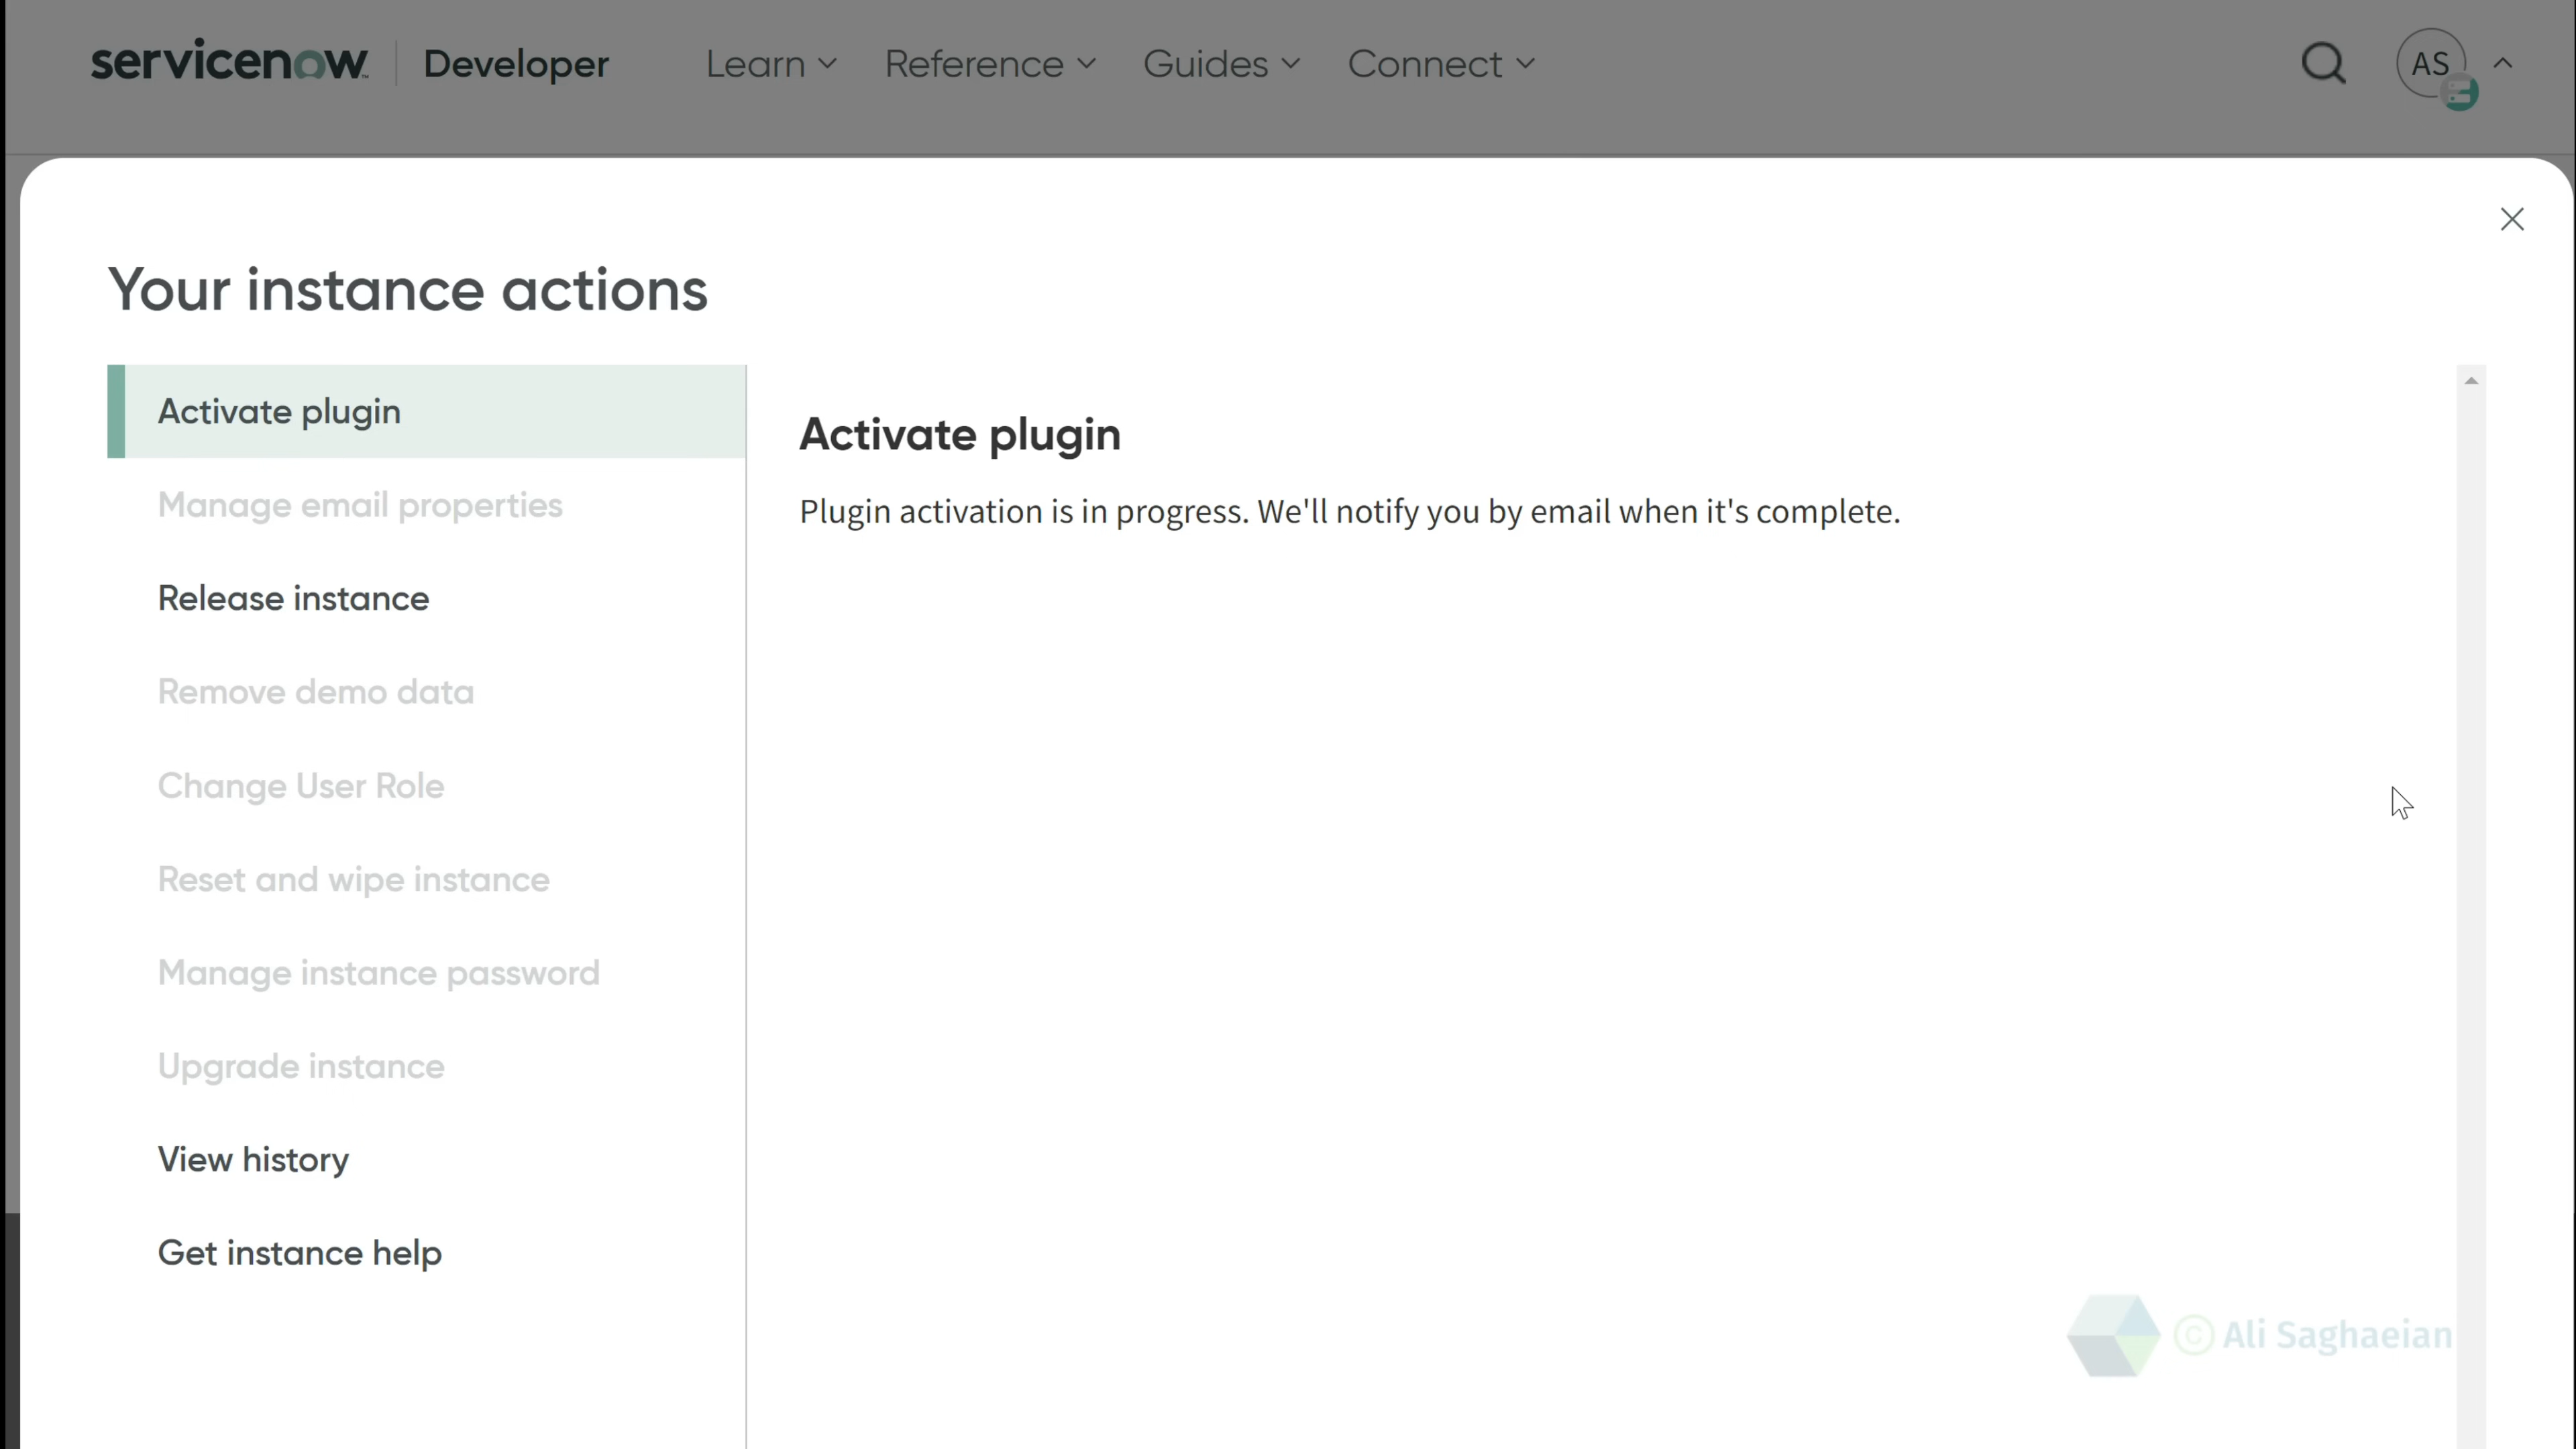 servicenow Developer Learn Reference Guides Connect AS
Your instance actions
Activate plugin
Manage email properties
Release instance
Remove demo data
Change User Role
Reset and wipe instance
Manage instance password
Upgrade instance
View history
Get instance help
Activate plugin
Plugin activation is in progress. We'll notify you by email when it's complete.
© Ali Saghaeian